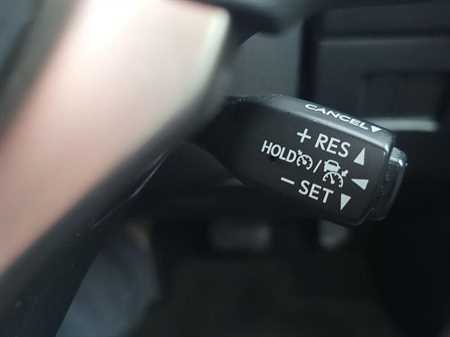 CANCEL
+ RES
HOLD /
− SET